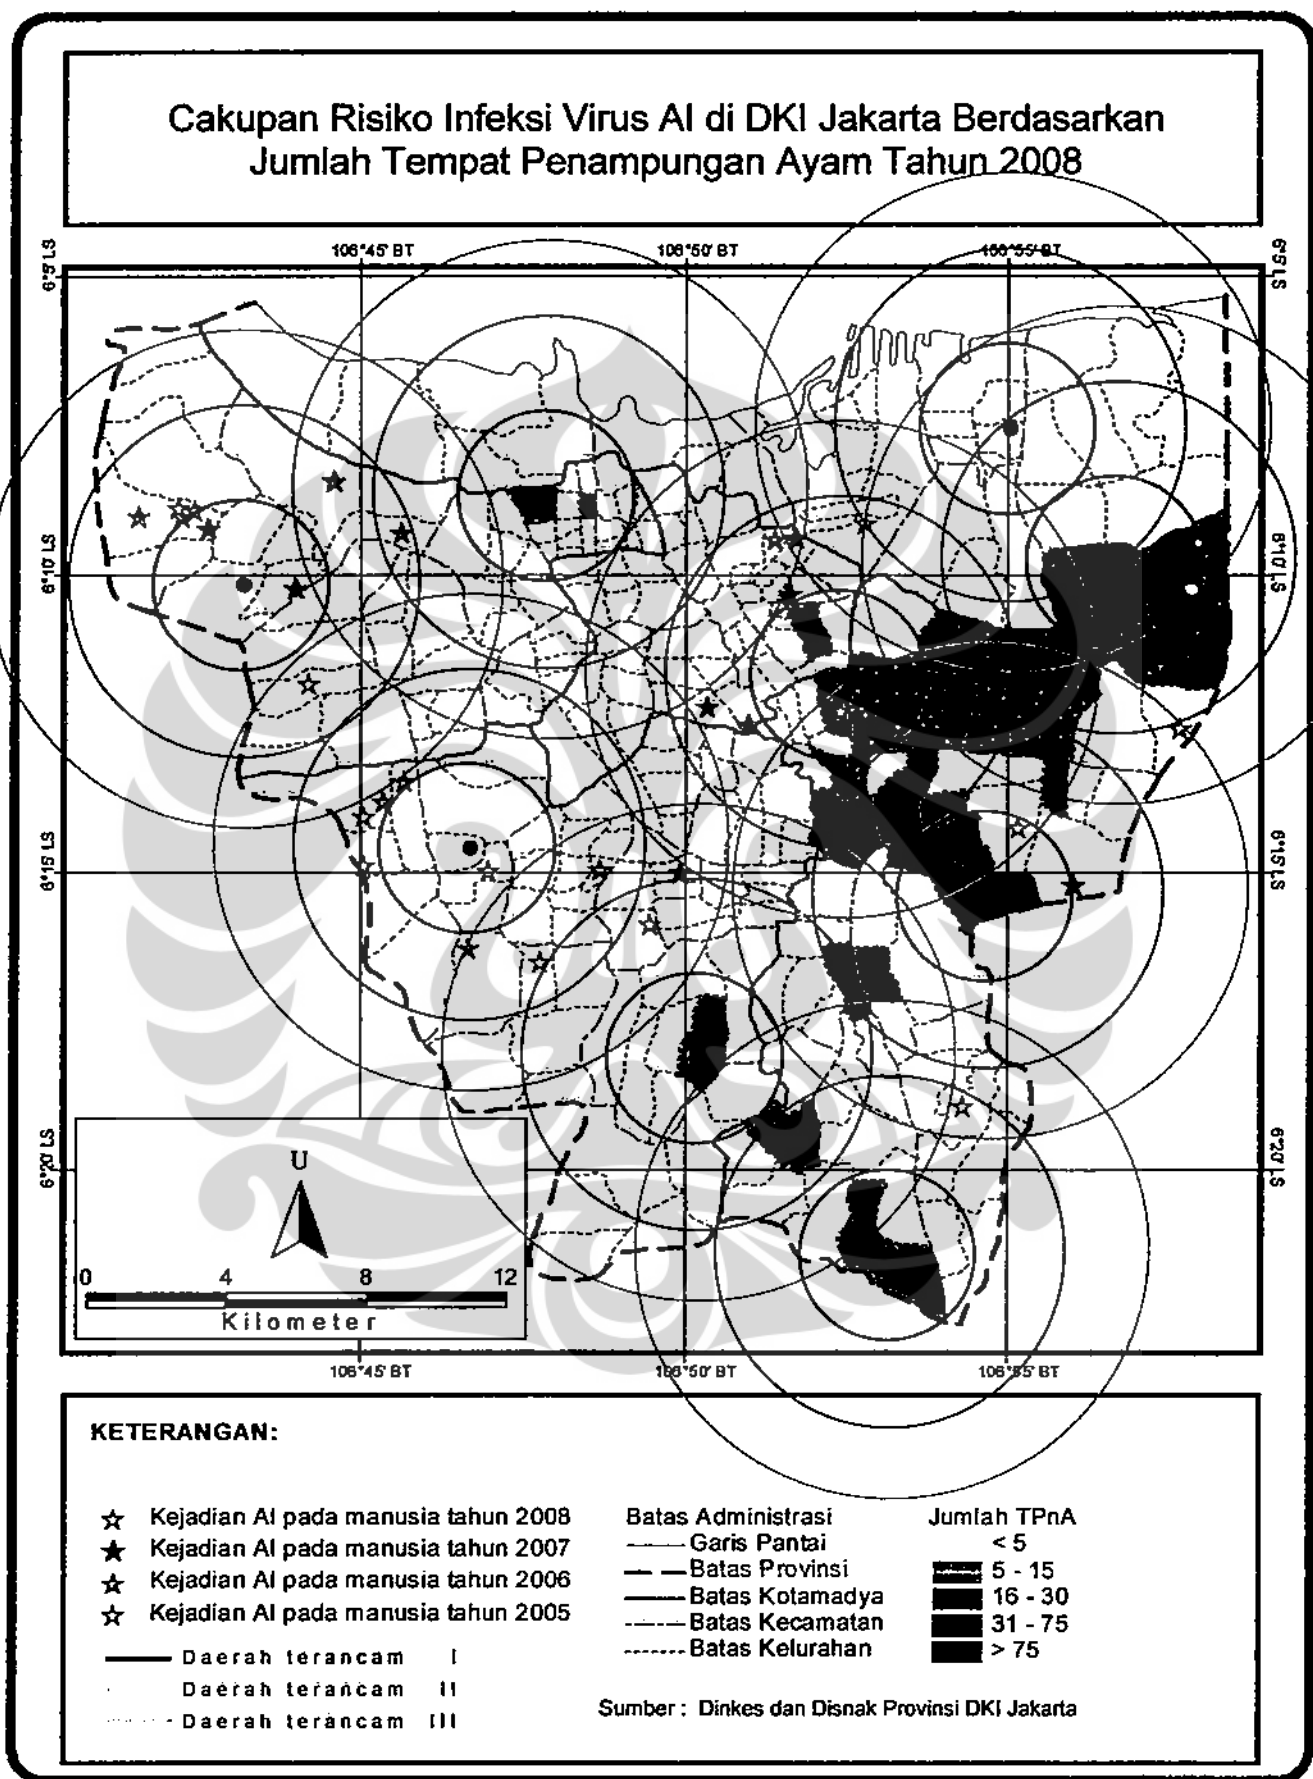 Cakupan Risiko Infeksi Virus AI di DKI Jakarta Berdasarkan
Jumlah Tempat Penampungan Ayam Tahun 2008
106°45' BT
106°50' BT
106°55' BT
6°5' LS
6°5' LS
6°10' LS
6°10' LS
6°15' LS
6°15' LS
6°20' LS
6°20' LS
U
0 4 8 12
Kilometer
106°45' BT
106°50' BT
106°55' BT
KETERANGAN:
Kejadian AI pada manusia tahun 2008
Kejadian AI pada manusia tahun 2007
Kejadian AI pada manusia tahun 2006
Kejadian AI pada manusia tahun 2005
Daerah terancam I
Daerah terancam II
Daerah terancam III
Batas Administrasi
Garis Pantai
Batas Provinsi
Batas Kotamadya
Batas Kecamatan
Batas Kelurahan
Jumlah TPnA
< 5
5 - 15
16 - 30
31 - 75
> 75
Sumber : Dinkes dan Disnak Provinsi DKI Jakarta